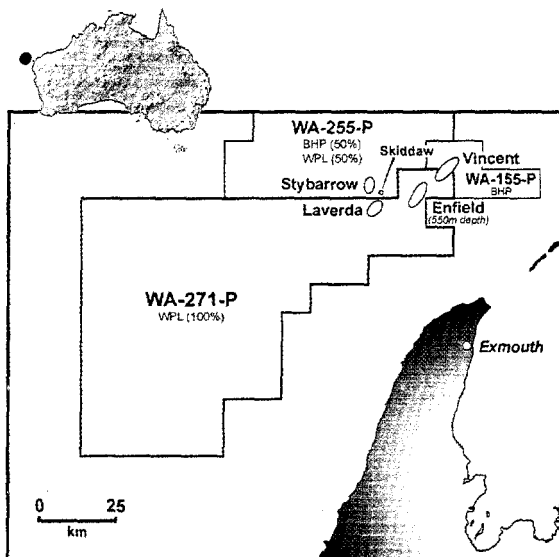 WA-255-P
BHP (50%)
WPL (50%)
Skiddaw
Vincent
Stybarrow
WA-155-P
BHP
Laverda
Enfield
(550m depth)
WA-271-P
WPL (100%)
Exmouth
0 25
km